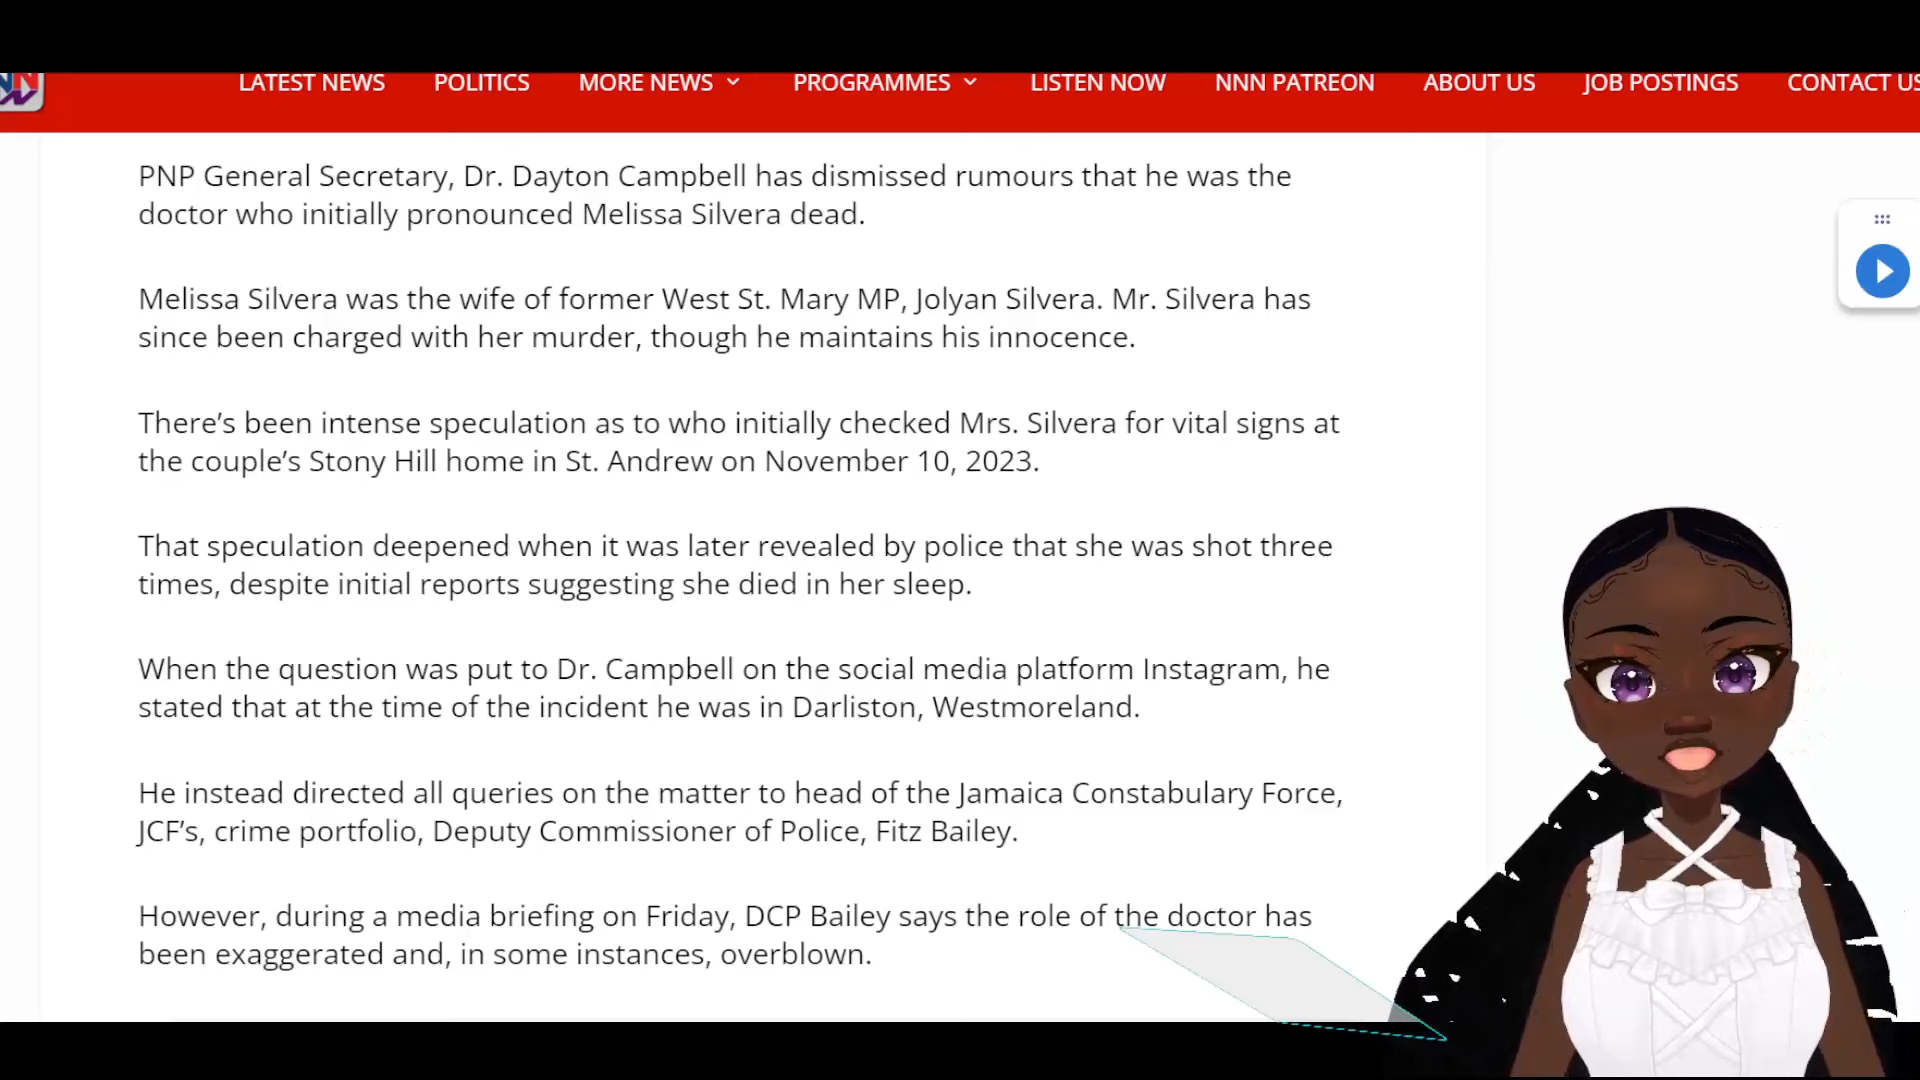 NN
LATEST NEWS POLITICS MORE NEWS PROGRAMMES LISTEN NOW NNN PATREON ABOUT US JOB POSTINGS CONTACT US
PNP General Secretary, Dr. Dayton Campbell has dismissed rumours that he was the
doctor who initially pronounced Melissa Silvera dead.
Melissa Silvera was the wife of former West St. Mary MP, Jolyan Silvera. Mr. Silvera has
since been charged with her murder, though he maintains his innocence.
There’s been intense speculation as to who initially checked Mrs. Silvera for vital signs at
the couple’s Stony Hill home in St. Andrew on November 10, 2023.
That speculation deepened when it was later revealed by police that she was shot three
times, despite initial reports suggesting she died in her sleep.
When the question was put to Dr. Campbell on the social media platform Instagram, he
stated that at the time of the incident he was in Darliston, Westmoreland.
He instead directed all queries on the matter to head of the Jamaica Constabulary Force,
JCF’s, crime portfolio, Deputy Commissioner of Police, Fitz Bailey.
However, during a media briefing on Friday, DCP Bailey says the role of the doctor has
been exaggerated and, in some instances, overblown.